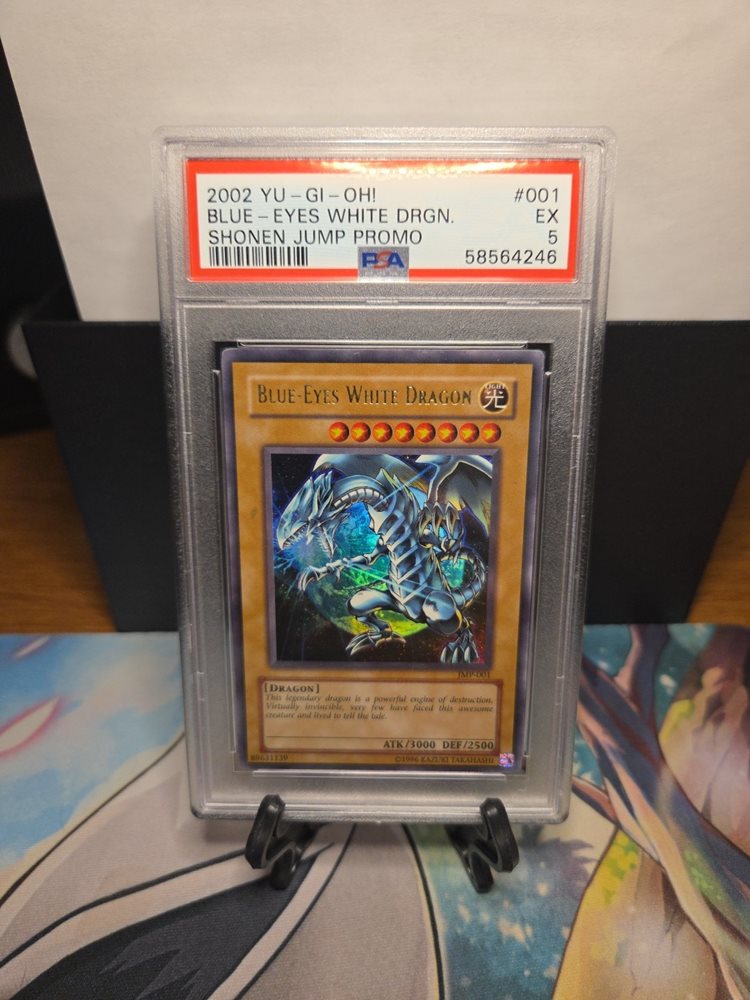 2002 YU-GI-OH! #001
BLUE-EYES WHITE DRGN. EX
SHONEN JUMP PROMO 5
PSA 58564246
BLUE-EYES WHITE DRAGON
LIGHT
光
JMP-001
[DRAGON]
This legendary dragon is a powerful engine of destruction.
Virtually invincible, very few have faced this awesome
creature and lived to tell the tale.
ATK/3000 DEF/2500
89631139 ©1996 KAZUKI TAKAHASHI